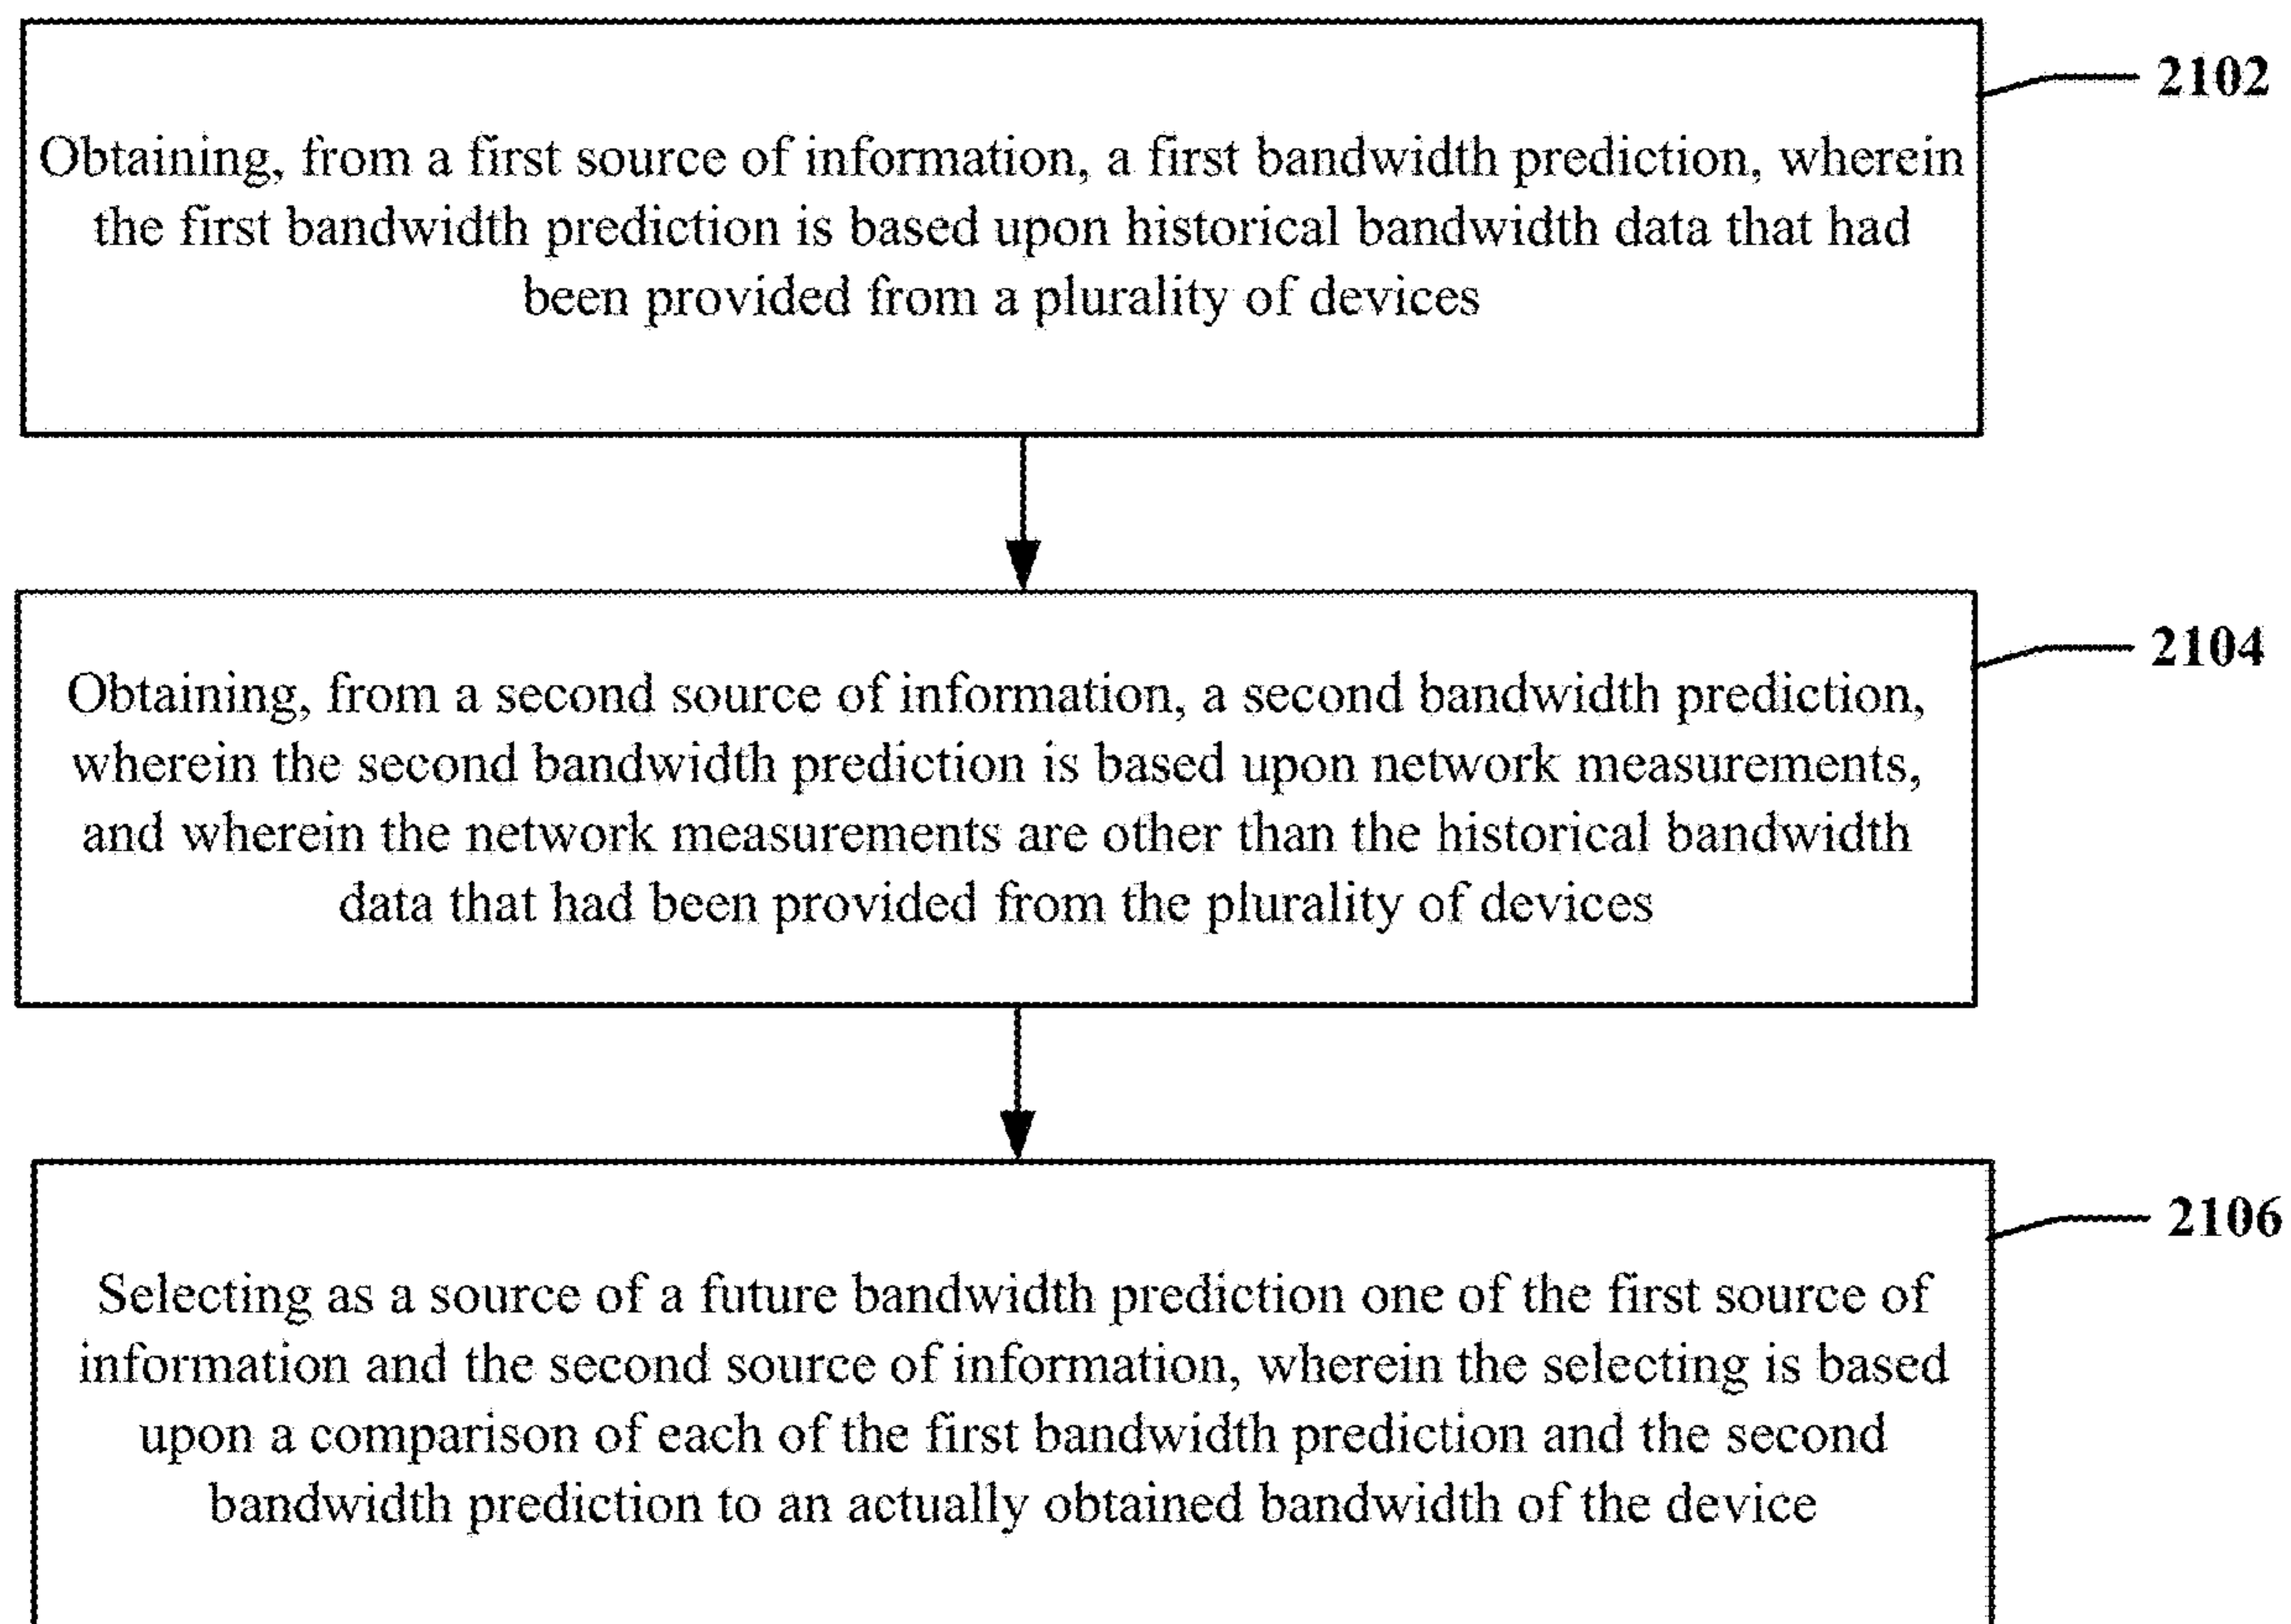 2102
Obtaining, from a first source of information, a first bandwidth prediction, wherein
the first bandwidth prediction is based upon historical bandwidth data that had
been provided from a plurality of devices
2104
Obtaining, from a second source of information, a second bandwidth prediction,
wherein the second bandwidth prediction is based upon network measurements,
and wherein the network measurements are other than the historical bandwidth
data that had been provided from the plurality of devices
2106
Selecting as a source of a future bandwidth prediction one of the first source of
information and the second source of information, wherein the selecting is based
upon a comparison of each of the first bandwidth prediction and the second
bandwidth prediction to an actually obtained bandwidth of the device